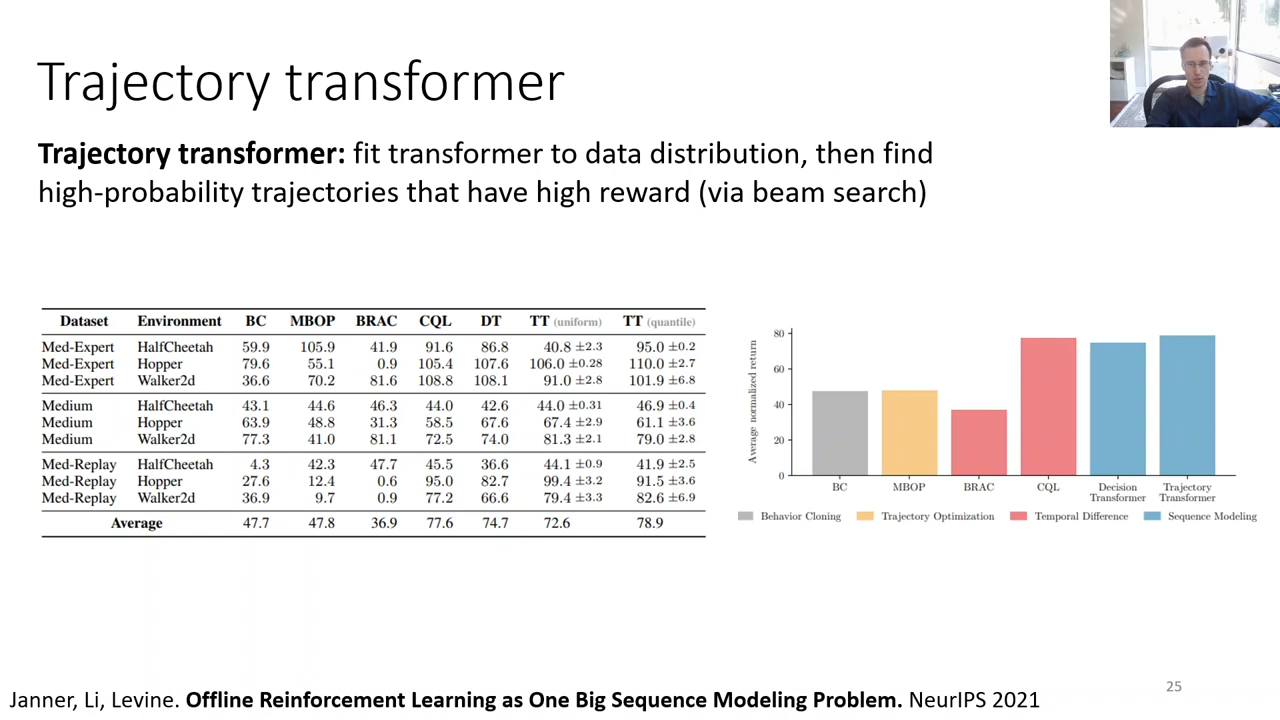 Trajectory transformer
Trajectory transformer: fit transformer to data distribution, then find
high-probability trajectories that have high reward (via beam search)
Dataset Environment BC MBOP BRAC CQL DT TT (uniform) TT (quantile)
Med-Expert HalfCheetah 59.9 105.9 41.9 91.6 86.8 40.8 ±2.3 95.0 ±0.2
Med-Expert Hopper 79.6 55.1 0.9 105.4 107.6 106.0 ±0.28 110.0 ±2.7
Med-Expert Walker2d 36.6 70.2 81.6 108.8 108.1 91.0 ±2.8 101.9 ±6.8
Medium HalfCheetah 43.1 44.6 46.3 44.0 42.6 44.0 ±0.31 46.9 ±0.4
Medium Hopper 63.9 48.8 31.3 58.5 67.6 67.4 ±2.9 61.1 ±3.6
Medium Walker2d 77.3 41.0 81.1 72.5 74.0 81.3 ±2.1 79.0 ±2.8
Med-Replay HalfCheetah 4.3 42.3 47.7 45.5 36.6 44.1 ±0.9 41.9 ±2.5
Med-Replay Hopper 27.6 12.4 0.6 95.0 82.7 99.4 ±3.2 91.5 ±3.6
Med-Replay Walker2d 36.9 9.7 0.9 77.2 66.6 79.4 ±3.3 82.6 ±6.9
Average 47.7 47.8 36.9 77.6 74.7 72.6 78.9
Average normalized return
80
60
40
20
0
BC MBOP BRAC CQL Decision Trajectory
Transformer Transformer
Behavior Cloning Trajectory Optimization Temporal Difference Sequence Modeling
25
Janner, Li, Levine. Offline Reinforcement Learning as One Big Sequence Modeling Problem. NeurIPS 2021